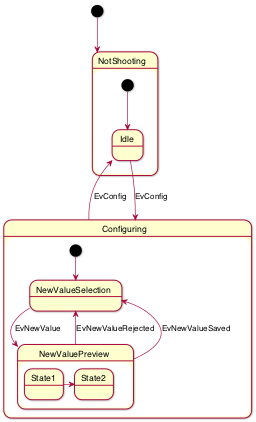 NotShooting
Idle
EvConfig
EvConfig
Configuring
NewValueSelection
EvNewValue
EvNewValueRejected
EvNewValueSaved
NewValuePreview
State1
State2